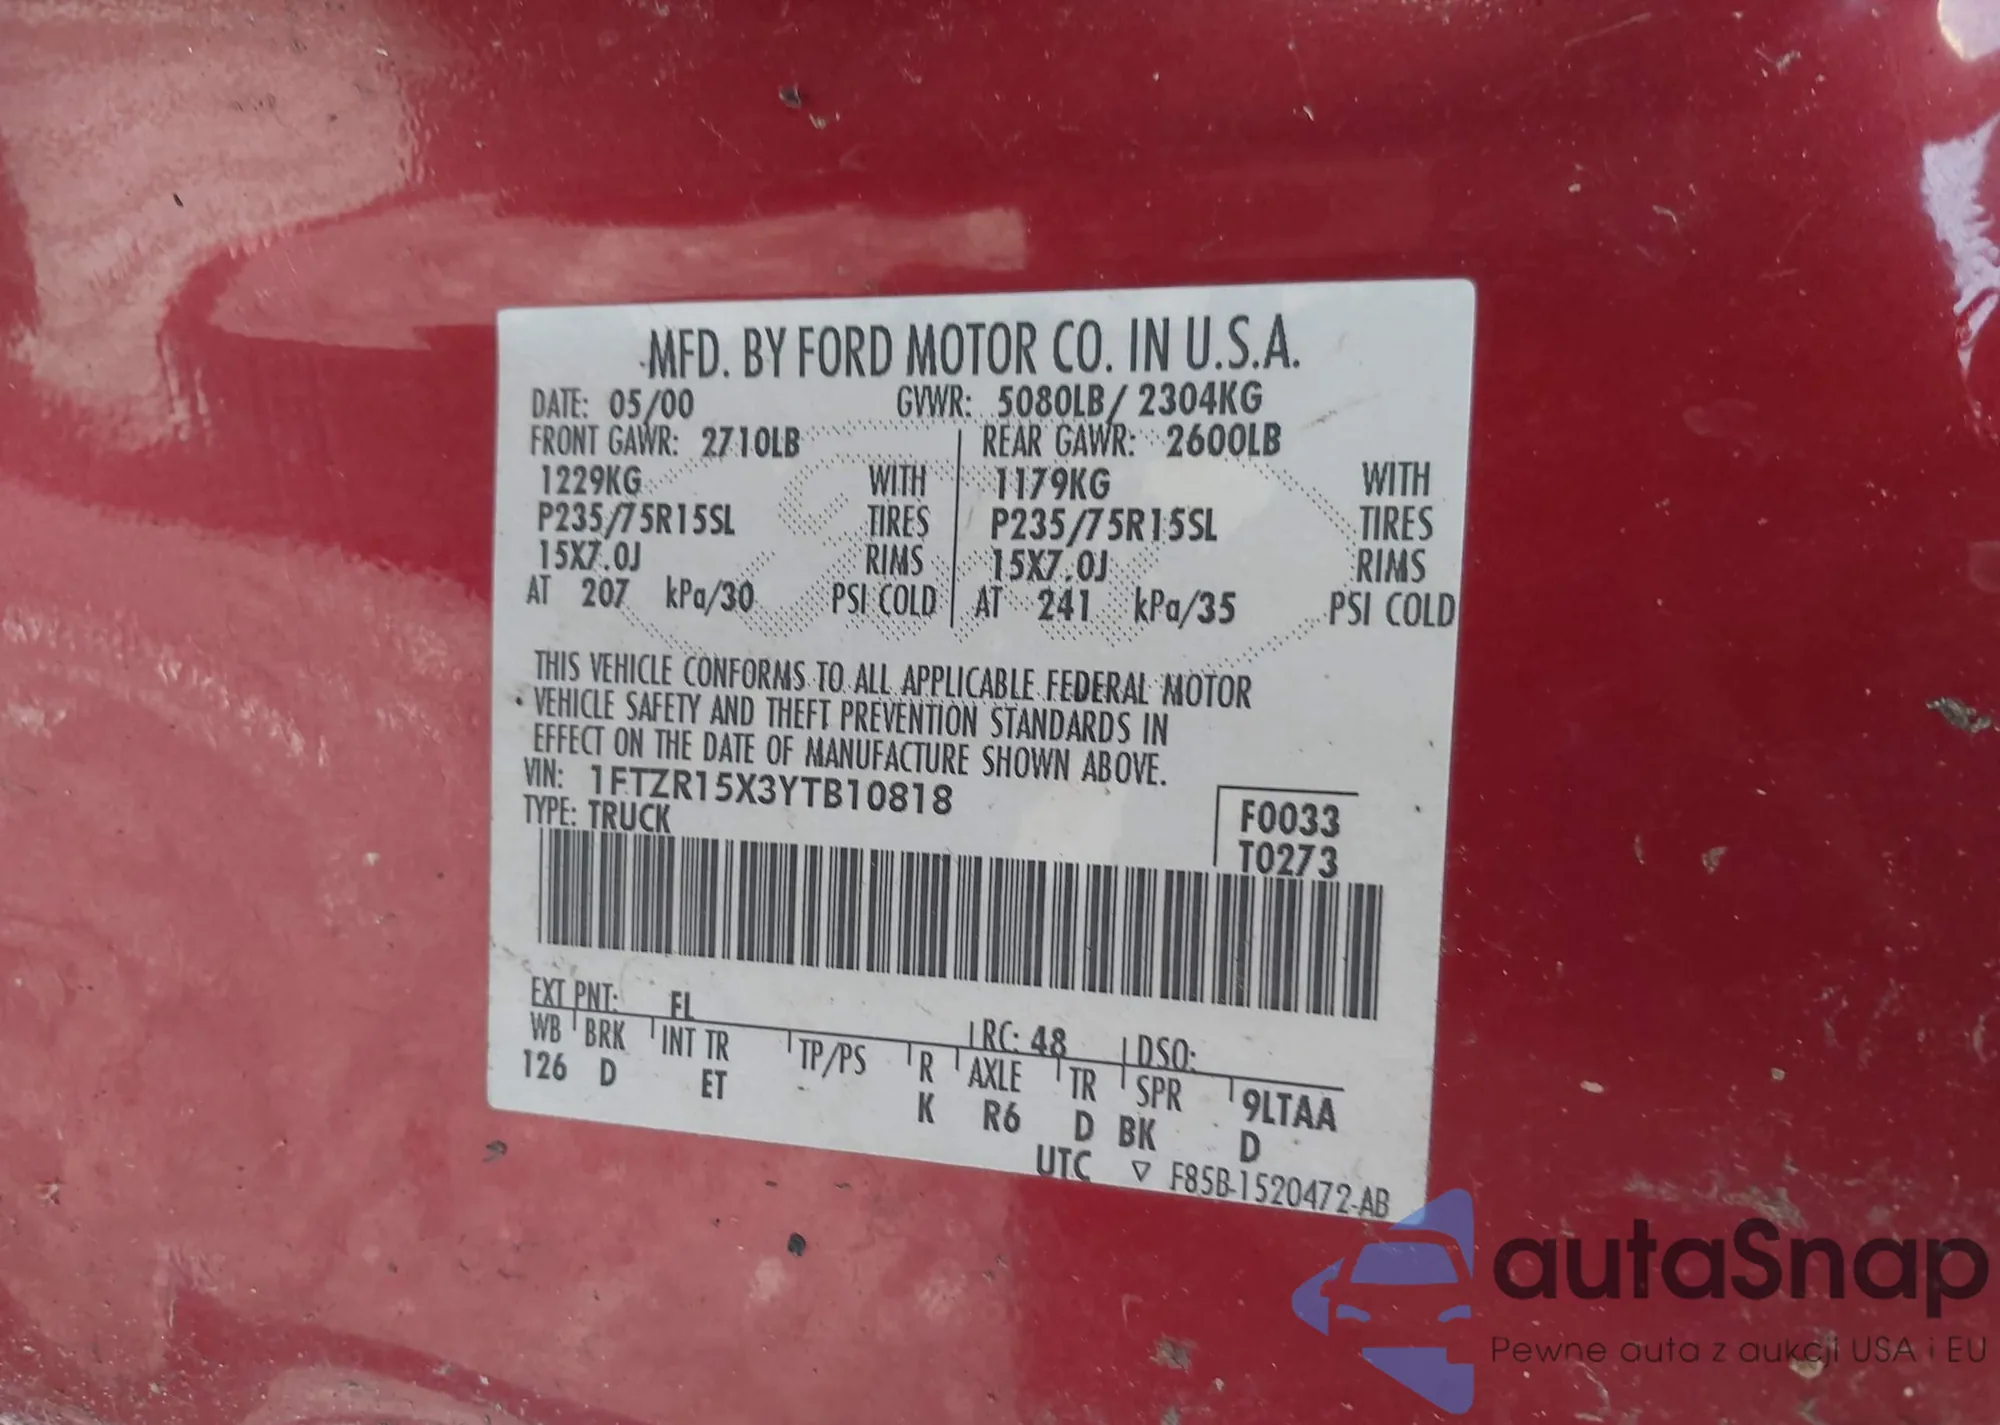 MFD. BY FORD MOTOR CO. IN U.S.A.
DATE: 05/00 GVWR: 5080LB/ 2304KG
FRONT GAWR: 2710LB REAR GAWR: 2600LB
1229KG WITH 1179KG WITH
P235/75R15SL TIRES P235/75R15SL TIRES
15X7.0J RIMS 15X7.0J RIMS
AT 207 kPa/30 PSI COLD AT 241 kPa/35 PSI COLD
THIS VEHICLE CONFORMS TO ALL APPLICABLE FEDERAL MOTOR
VEHICLE SAFETY AND THEFT PREVENTION STANDARDS IN
EFFECT ON THE DATE OF MANUFACTURE SHOWN ABOVE.
VIN: 1FTZR15X3YTB10818
TYPE: TRUCK
F0033
T0273
EXT PNT: FL RC: 48 DSO:
WB BRK INT TR TP/PS R AXLE TR SPR 9LTAA
126 D ET K R6 D BK D
UTC ▽ F85B-1520472-AB
autaSnap
Pewne auta z aukcji USA i EU